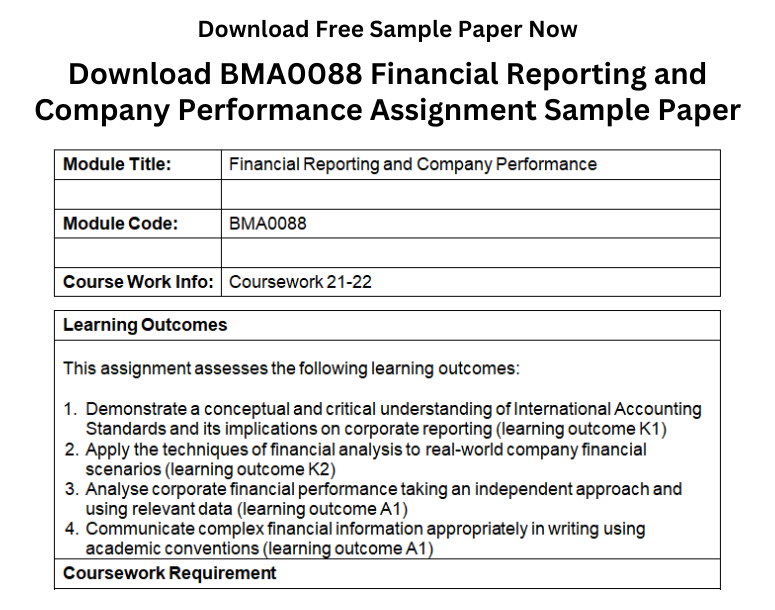 Download Free Sample Paper Now
Download BMA0088 Financial Reporting and
Company Performance Assignment Sample Paper
Module Title: Financial Reporting and Company Performance
Module Code: BMA0088
Course Work Info: Coursework 21-22
Learning Outcomes
This assignment assesses the following learning outcomes:
1. Demonstrate a conceptual and critical understanding of International Accounting
Standards and its implications on corporate reporting (learning outcome K1)
2. Apply the techniques of financial analysis to real-world company financial
scenarios (learning outcome K2)
3. Analyse corporate financial performance taking an independent approach and
using relevant data (learning outcome A1)
4. Communicate complex financial information appropriately in writing using
academic conventions (learning outcome A1)
Coursework Requirement